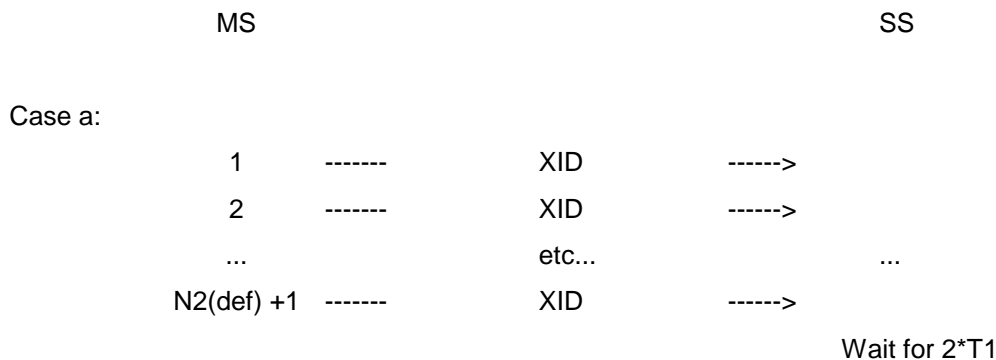 MS SS
Case a:
1 ------- XID ------>
2 ------- XID ------>
... etc... ...
N2(def) +1 ------- XID ------>
Wait for 2*T1